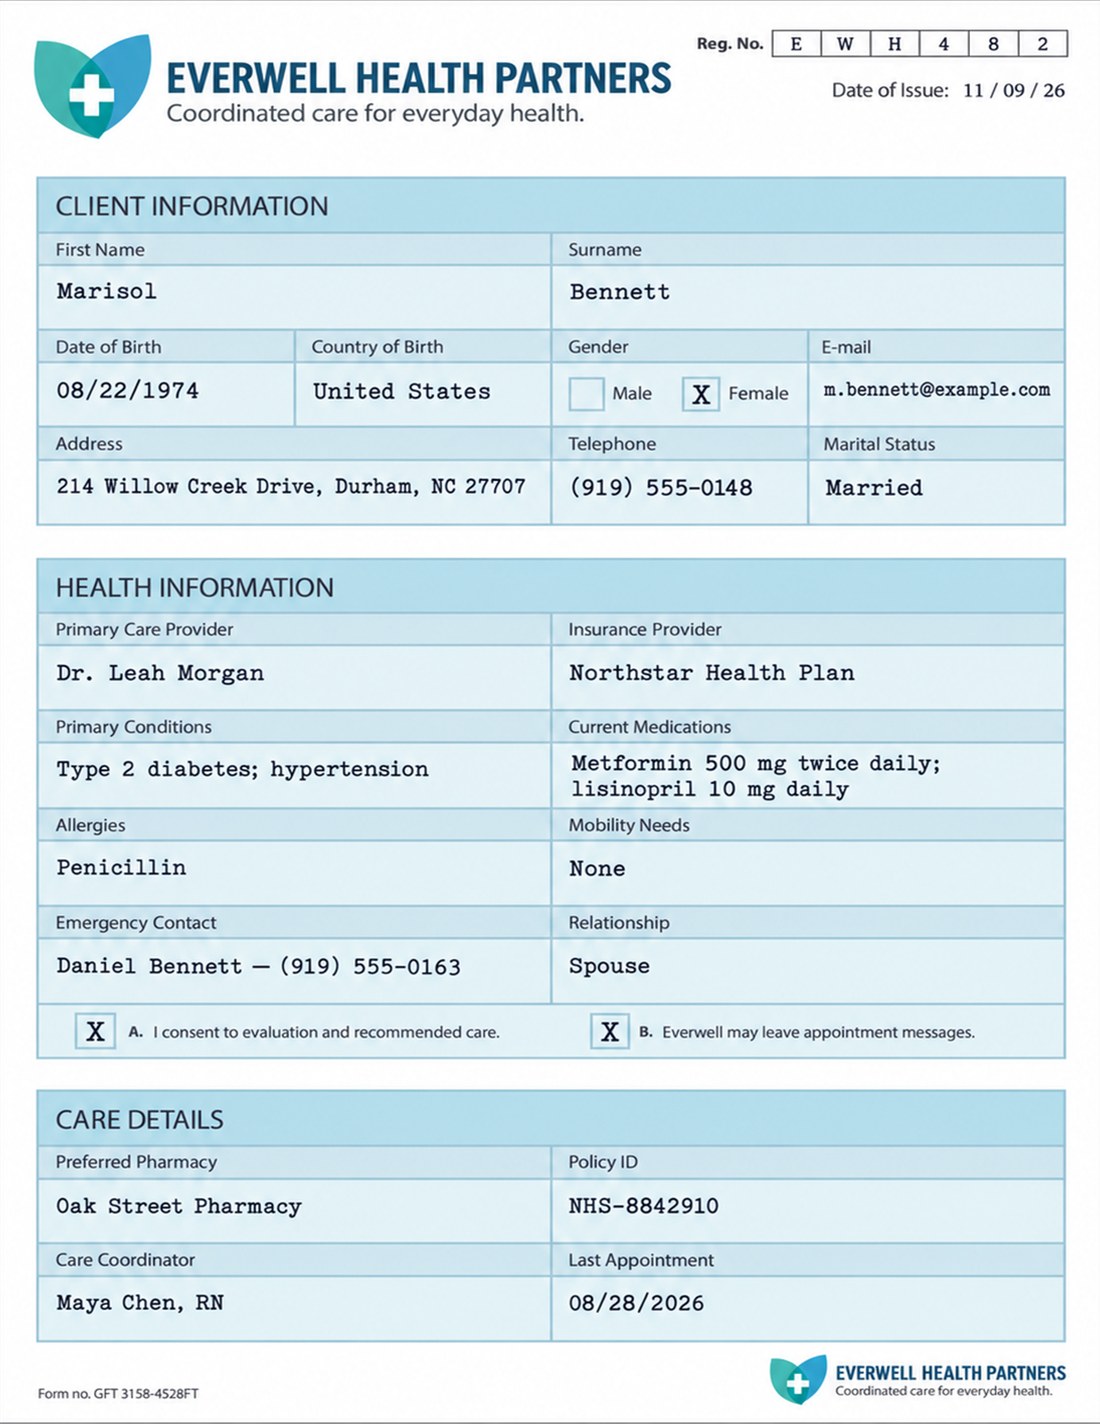 Reg. No. E W H 4 8 2
EVERWELL HEALTH PARTNERS
Coordinated care for everyday health.
Date of Issue: 11 / 09 / 26
CLIENT INFORMATION
First Name Surname
Marisol Bennett
Date of Birth Country of Birth Gender E-mail
08/22/1974 United States Male X Female m.bennett@example.com
Address Telephone Marital Status
214 Willow Creek Drive, Durham, NC 27707 (919) 555-0148 Married
HEALTH INFORMATION
Primary Care Provider Insurance Provider
Dr. Leah Morgan Northstar Health Plan
Primary Conditions Current Medications
Type 2 diabetes; hypertension Metformin 500 mg twice daily;
lisinopril 10 mg daily
Allergies Mobility Needs
Penicillin None
Emergency Contact Relationship
Daniel Bennett — (919) 555-0163 Spouse
X A. I consent to evaluation and recommended care. X B. Everwell may leave appointment messages.
CARE DETAILS
Preferred Pharmacy Policy ID
Oak Street Pharmacy NHS-8842910
Care Coordinator Last Appointment
Maya Chen, RN 08/28/2026
Form no. GFT 3158-4528FT
EVERWELL HEALTH PARTNERS
Coordinated care for everyday health.